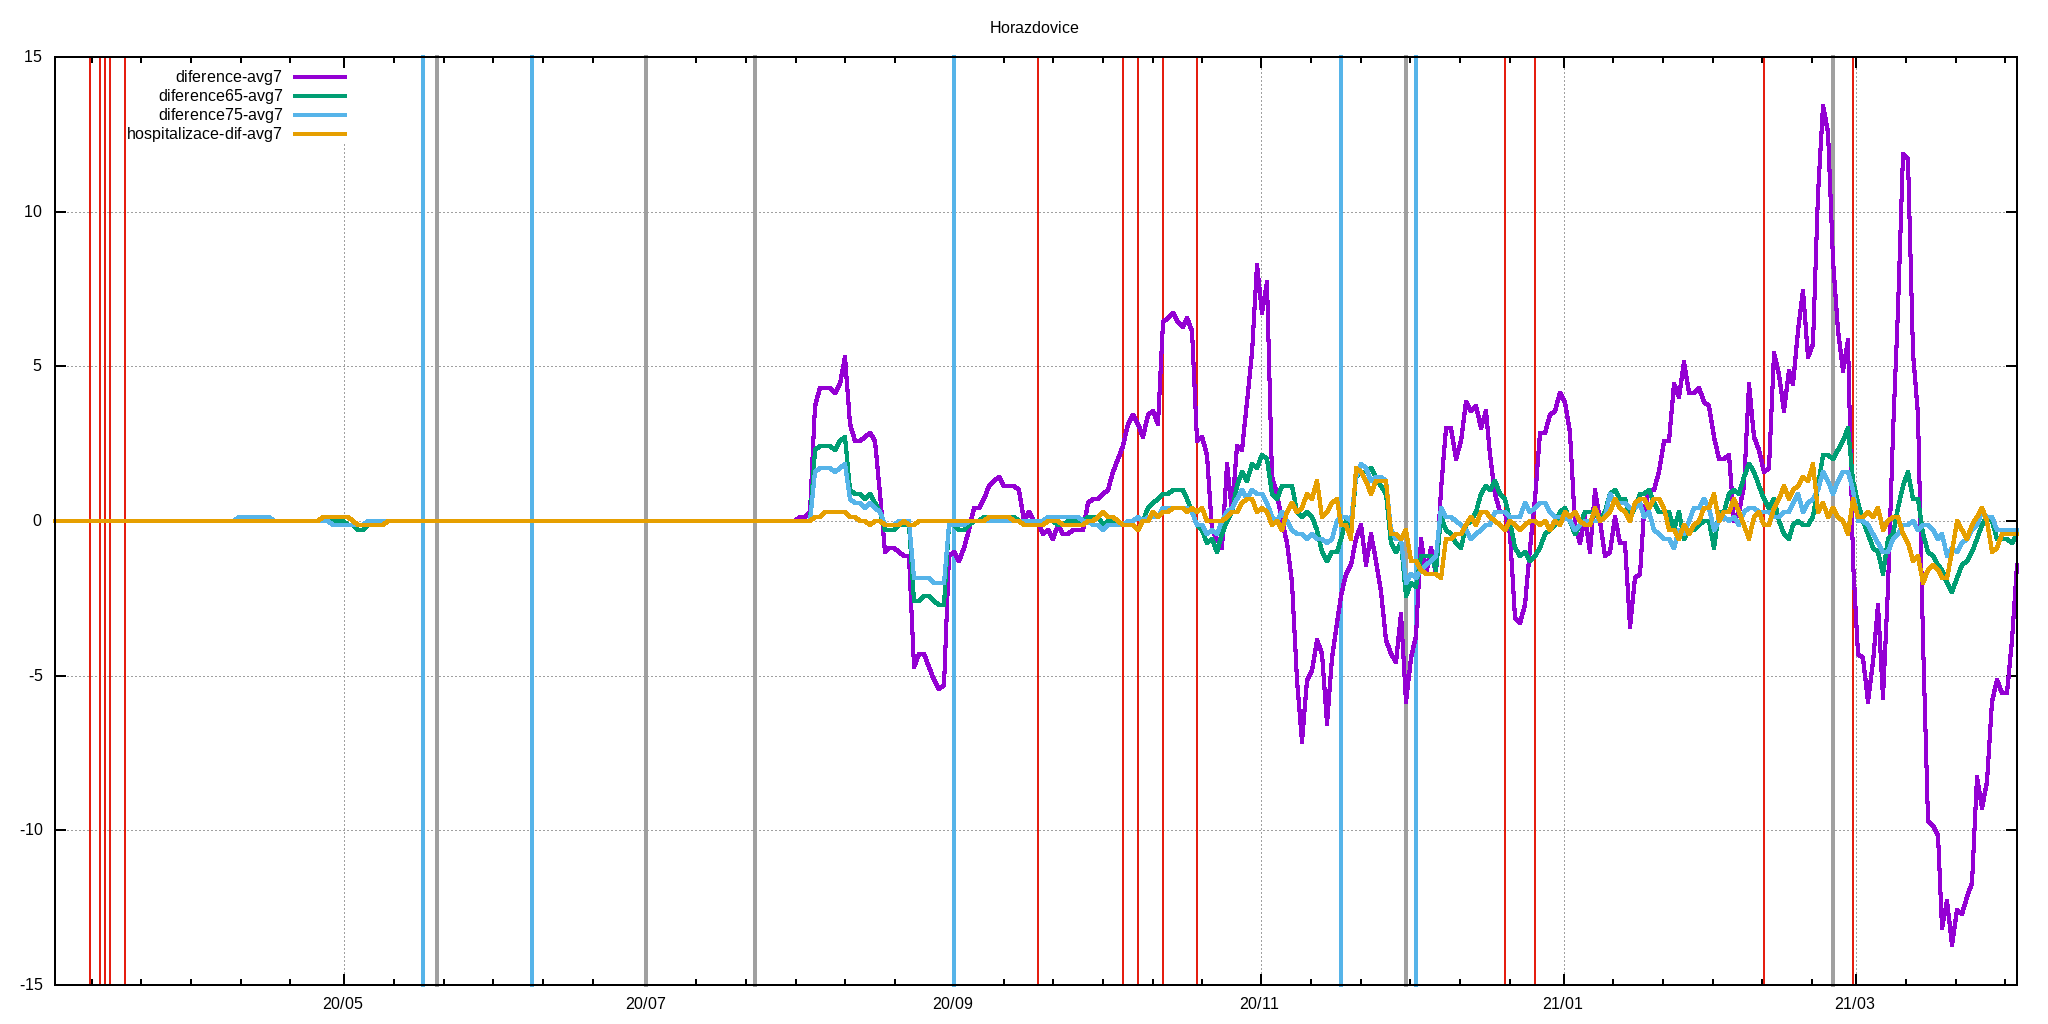 Horazdovice
15
10
5
0
-5
-10
-15
diference-avg7
diference65-avg7
diference75-avg7
hospitalizace-dif-avg7
20/05
20/07
20/09
20/11
21/01
21/03